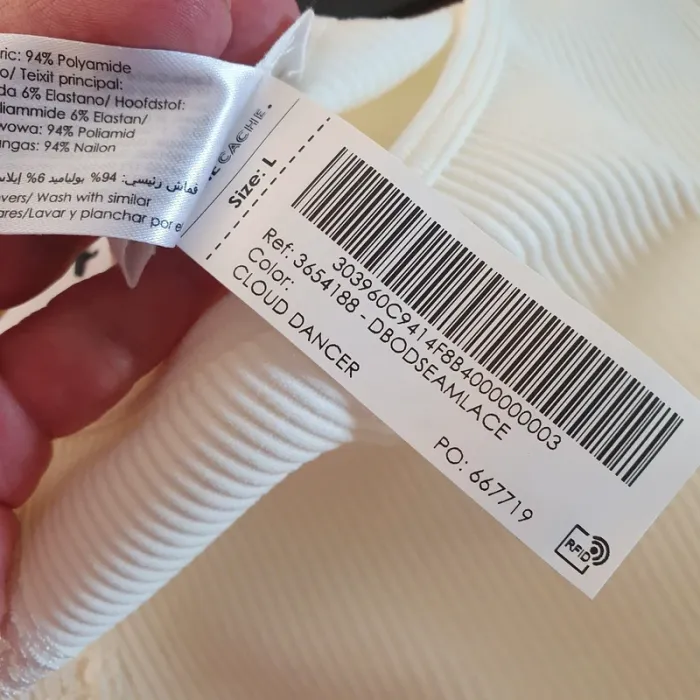 ric: 94% Polyamide
o/ Teixit principal:
da 6% Elastano/ Hoofdstof:
liammide 6% Elastan/
wowa: 94% Poliamid
ngas: 94% Nailon
قماش رئيسي: 94% بولياميد 6% إيلاس
vers/ Wash with similar
ares/Lavar y planchar por e
Size: L
303960C9414F8B4000000003
Ref: 3654188 - DBODSEAMLACE
Color:
CLOUD DANCER
PO: 667719
RFID